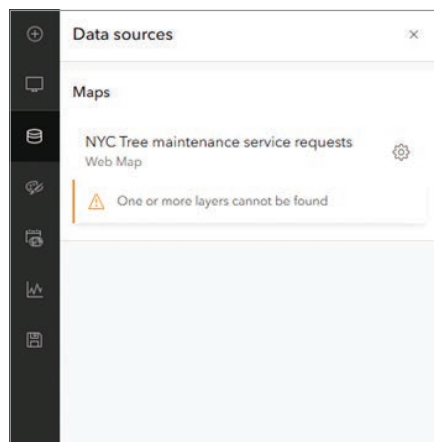 Data sources
Maps
NYC Tree maintenance service requests
Web Map
One or more layers cannot be found